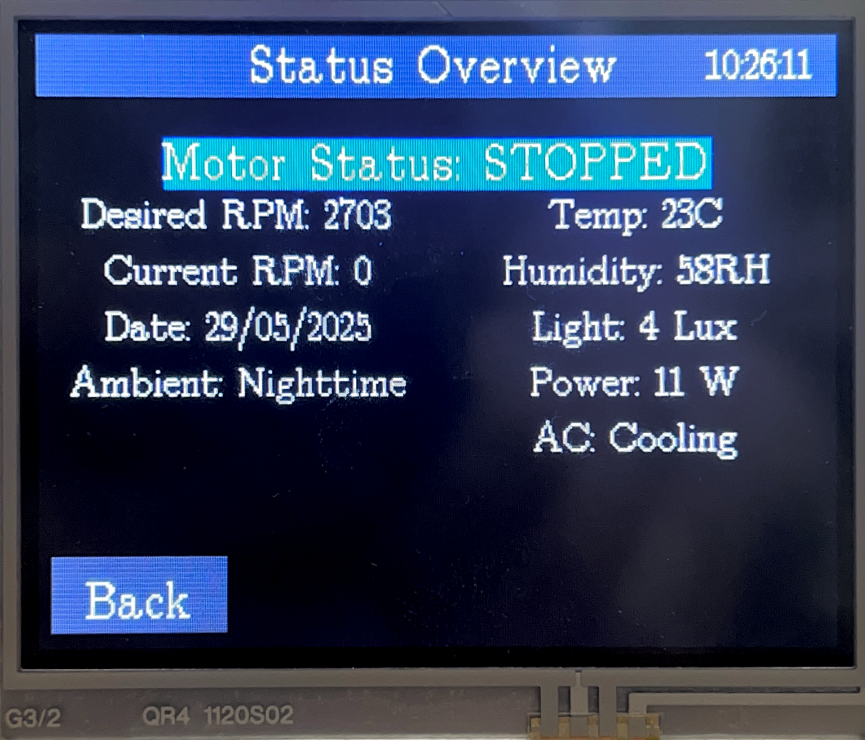 Status Overview 10:26:11
Motor Status: STOPPED
Desired RPM: 2703 Temp: 23C
Current RPM: 0 Humidity: 58RH
Date: 29/05/2025 Light: 4 Lux
Ambient: Nighttime Power: 11 W
AC: Cooling
Back
G3/2 QR4 1120S02